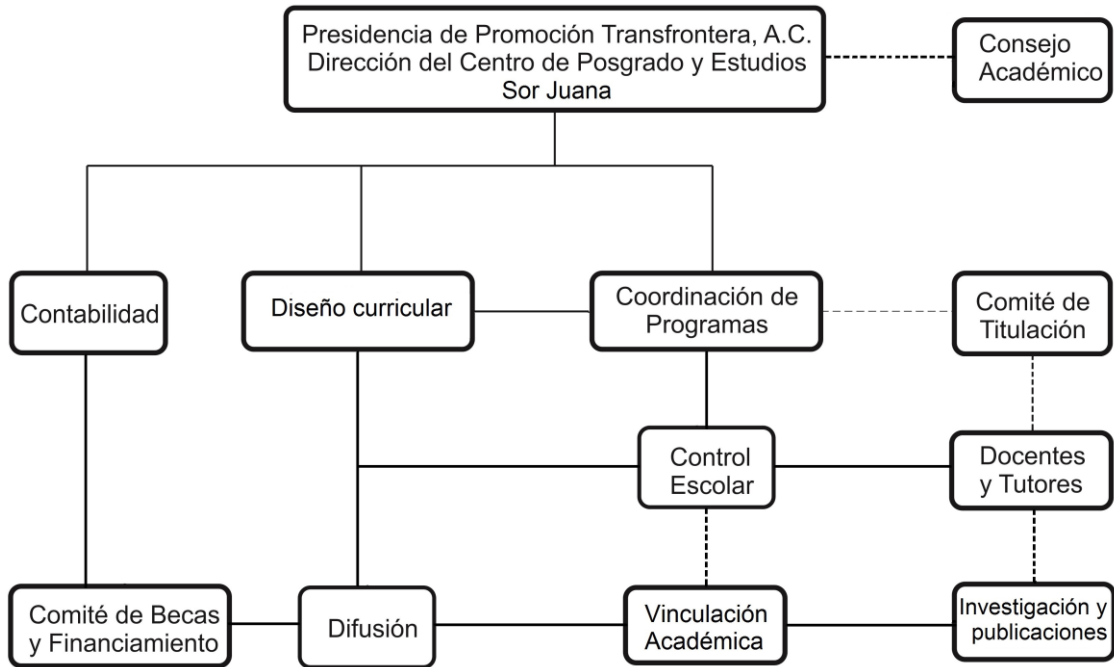 Presidencia de Promoción Transfrontera, A.C.
Dirección del Centro de Posgrado y Estudios
Sor Juana
Consejo
Académico
Contabilidad
Diseño curricular
Coordinación de
Programas
Comité de
Titulación
Control
Escolar
Docentes
y Tutores
Comité de Becas
y Financiamiento
Difusión
Vinculación
Académica
Investigación y
publicaciones